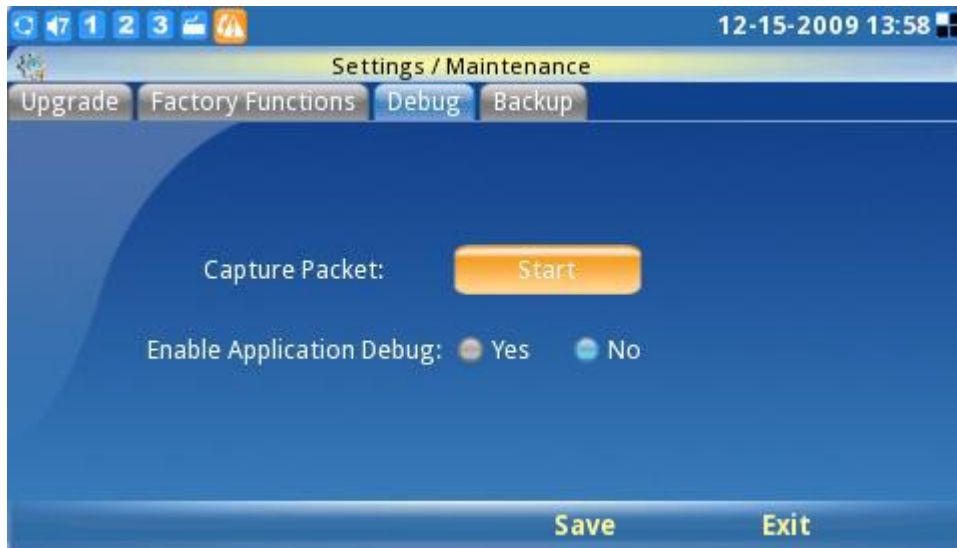 7 1 2 3 12-15-2009 13:58
Settings / Maintenance
Upgrade Factory Functions Debug Backup
Capture Packet: Start
Enable Application Debug: Yes No
Save Exit